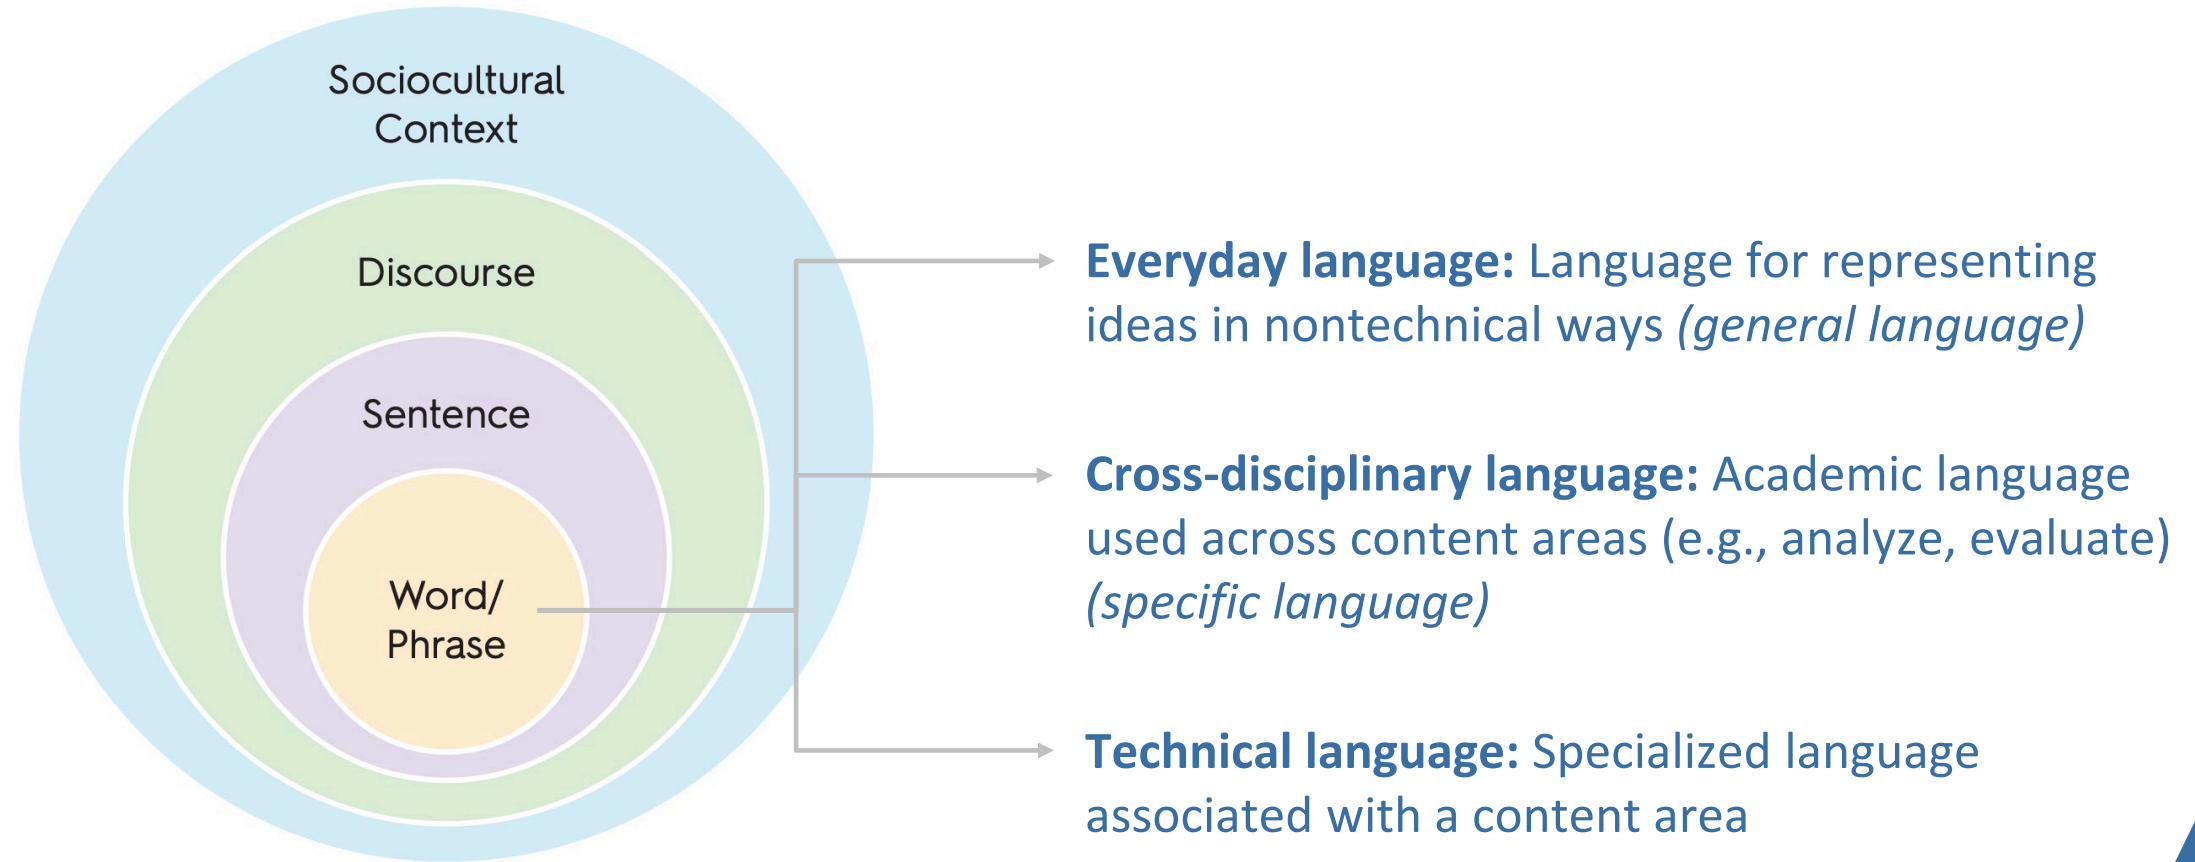 Sociocultural
Context
Discourse
Sentence
Word/
Phrase
Everyday language: Language for representing
ideas in nontechnical ways (general language)
Cross-disciplinary language: Academic language
used across content areas (e.g., analyze, evaluate)
(specific language)
Technical language: Specialized language
associated with a content area